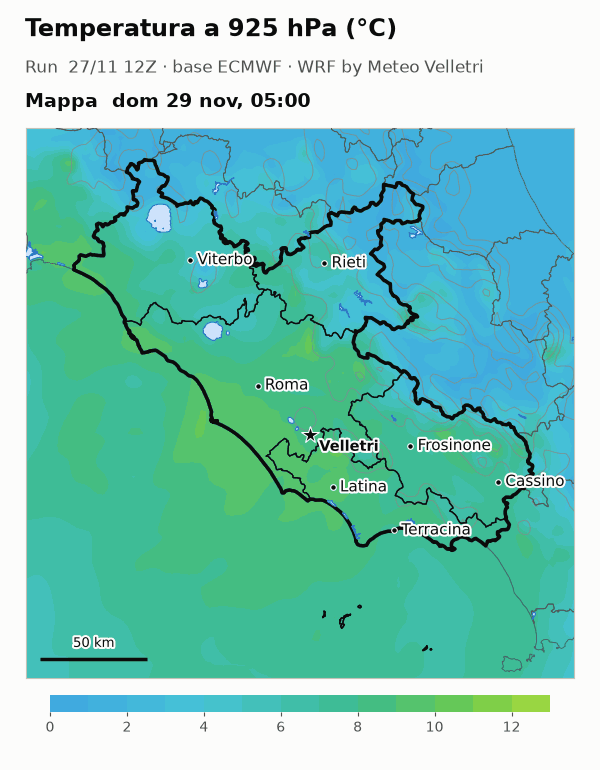 Temperatura a 925 hPa (°C)
Run  27/11 12Z · base ECMWF · WRF by Meteo Velletri
Mappa  dom 29 nov, 05:00
Viterbo
Rieti
Roma
Velletri
Frosinone
Cassino
Latina
Terracina
50 km
0 2 4 6 8 10 12